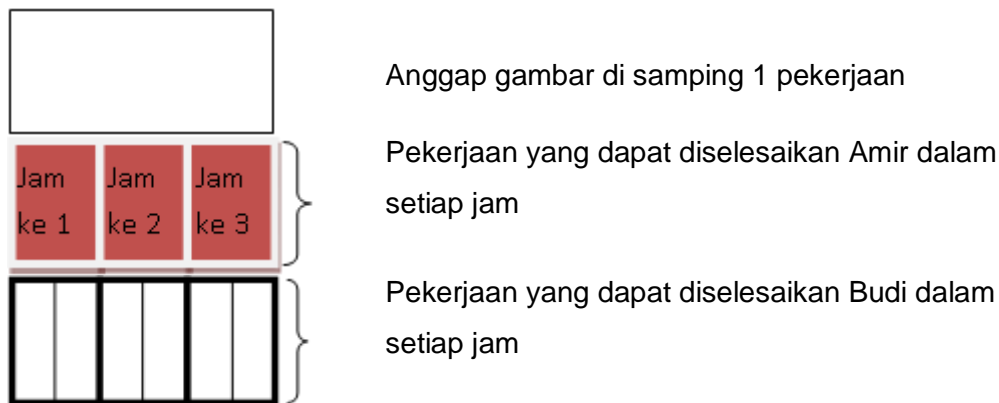 Anggap gambar di samping 1 pekerjaan
Jam ke 1
Jam ke 2
Jam ke 3
Pekerjaan yang dapat diselesaikan Amir dalam
setiap jam
Pekerjaan yang dapat diselesaikan Budi dalam
setiap jam